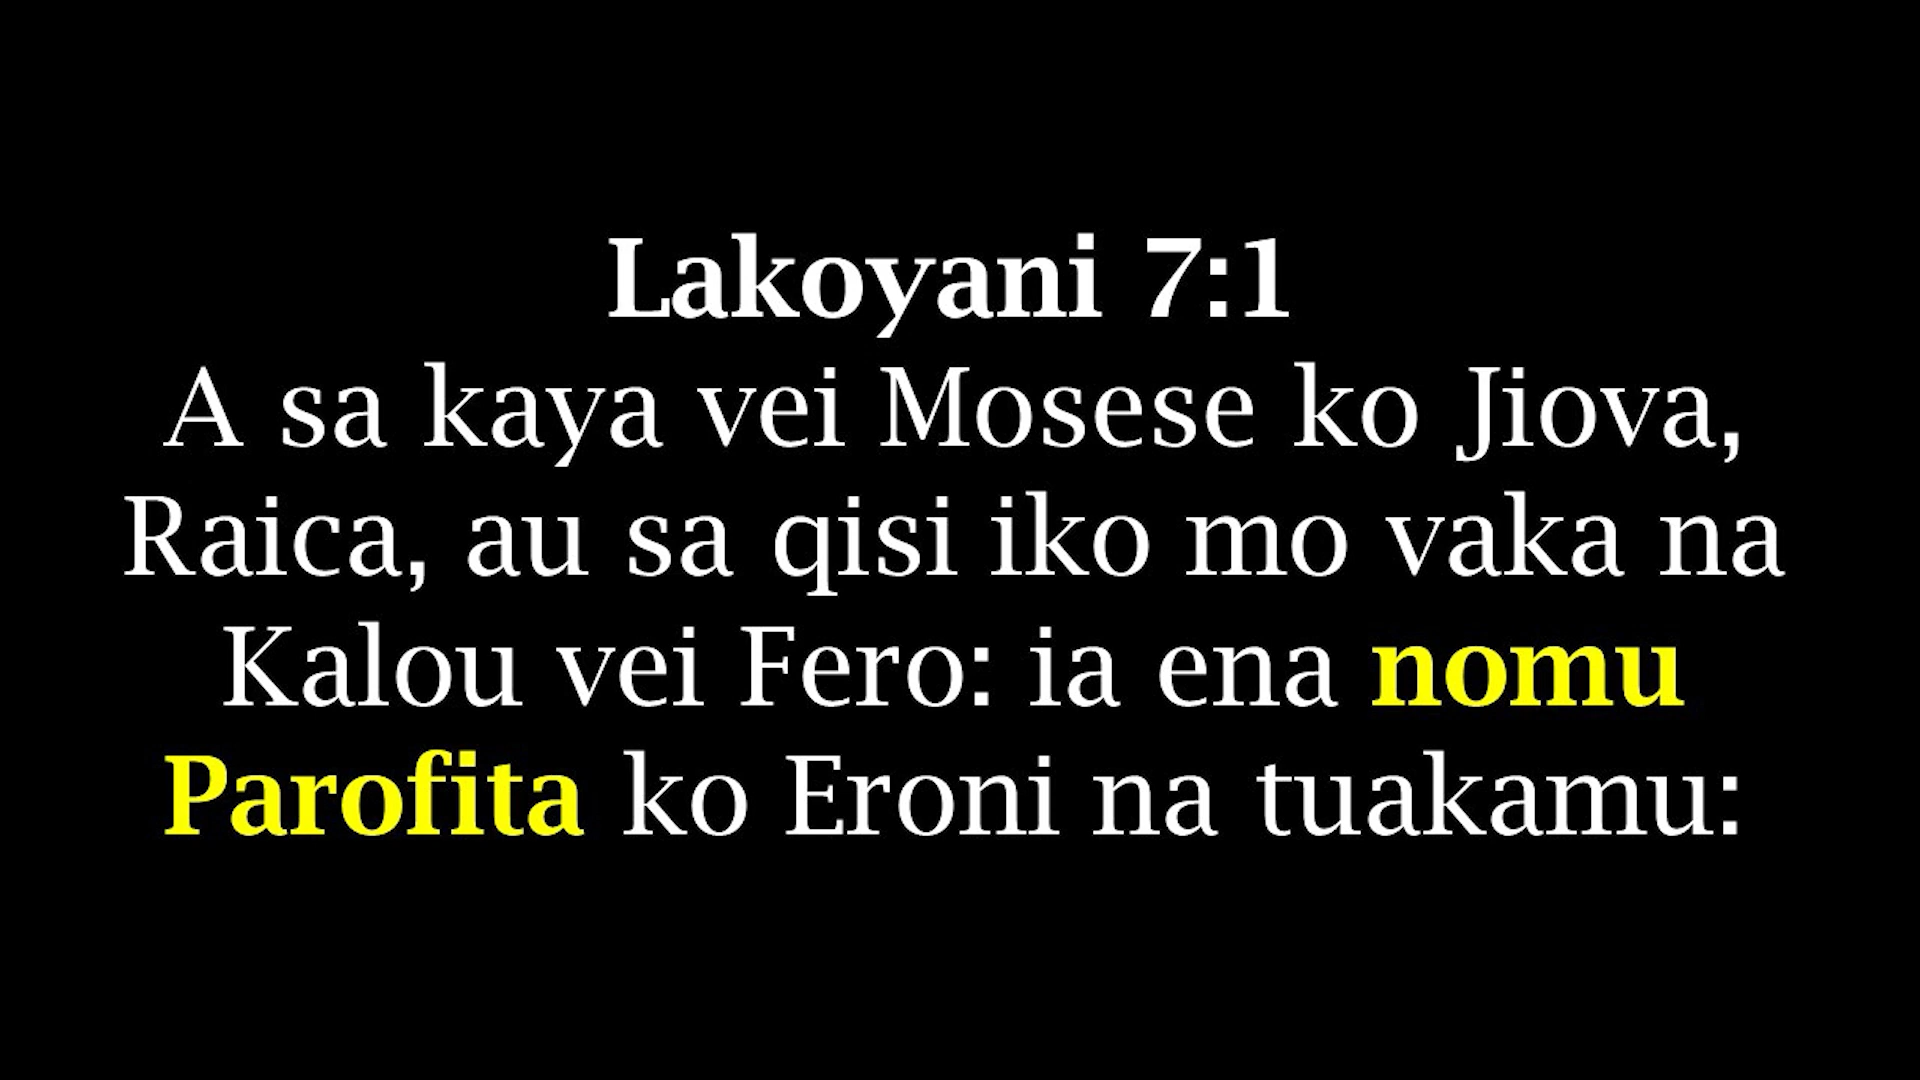 Lakoyani 7:1
A sa kaya vei Mosese ko Jiova,
Raica, au sa qisi iko mo vaka na
Kalou vei Fero: ia ena nomu
Parofita ko Eroni na tuakamu: